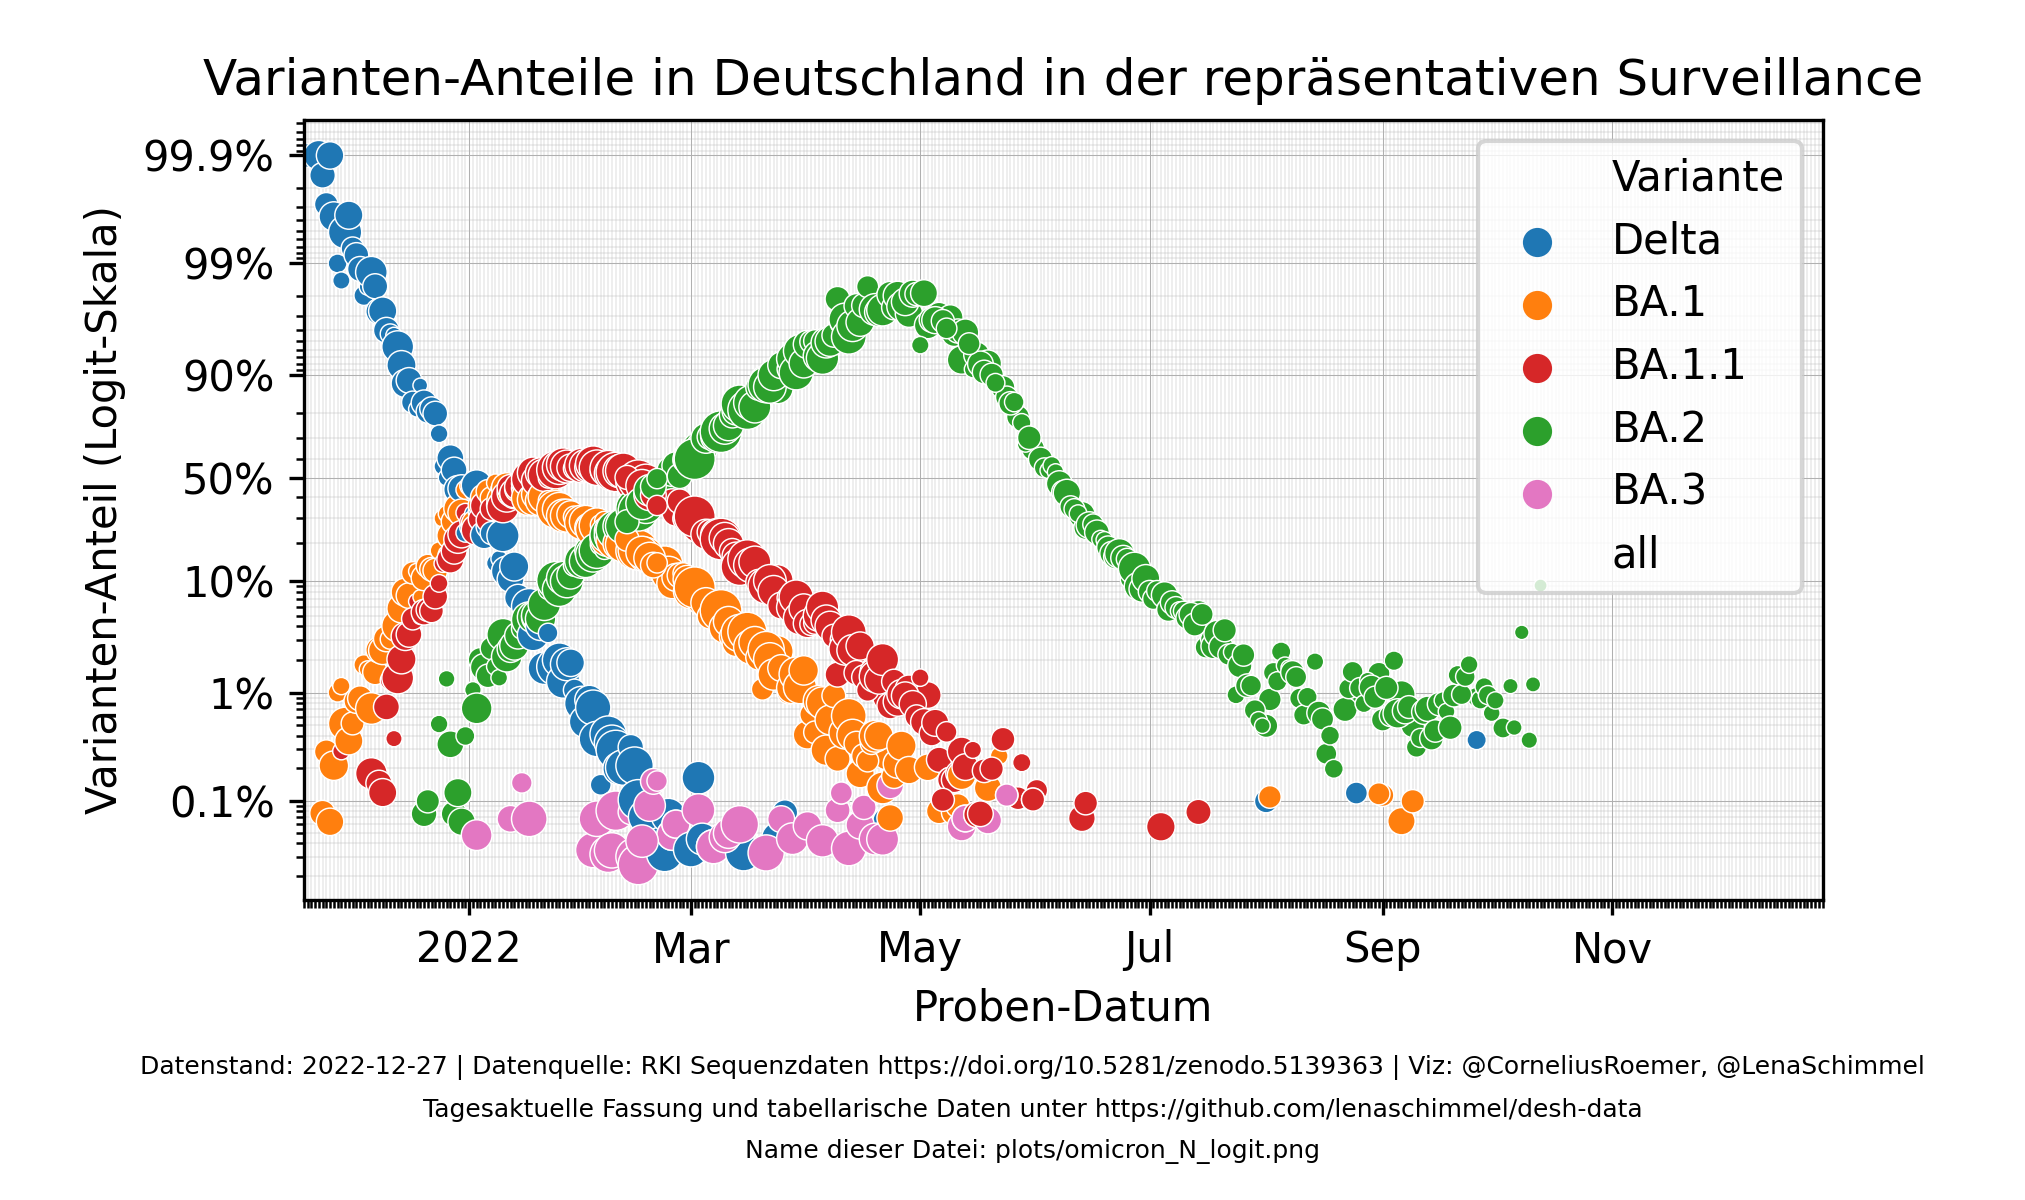 Varianten-Anteile in Deutschland in der repräsentativen Surveillance
Varianten-Anteil (Logit-Skala)
99.9%
99%
90%
50%
10%
1%
0.1%
Variante
Delta
BA.1
BA.1.1
BA.2
BA.3
all
2022
Mar
May
Jul
Sep
Nov
Proben-Datum
Datenstand: 2022-12-27 | Datenquelle: RKI Sequenzdaten https://doi.org/10.5281/zenodo.5139363 | Viz: @CorneliusRoemer, @LenaSchimmel
Tagesaktuelle Fassung und tabellarische Daten unter https://github.com/lenaschimmel/desh-data
Name dieser Datei: plots/omicron_N_logit.png